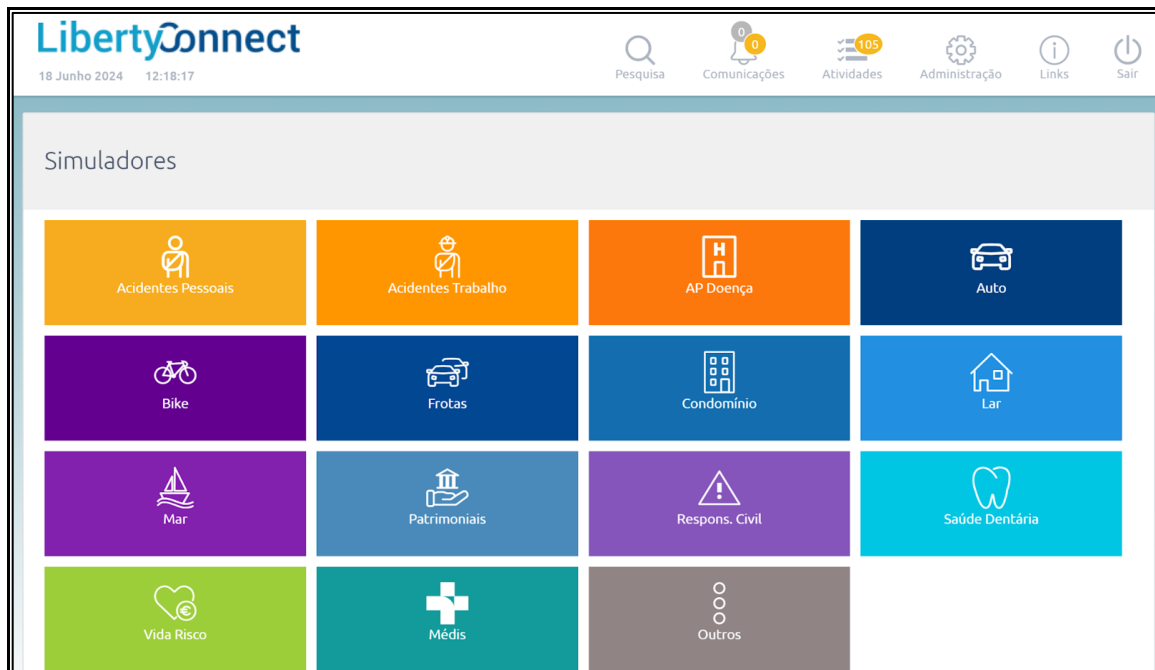 LibertyConnect
18 Junho 2024 12:18:17
0
0
105
Pesquisa Comunicações Atividades Administração Links Sair
Simuladores
Acidentes Pessoais Acidentes Trabalho AP Doença Auto
Bike Frotas Condomínio Lar
Mar Patrimoniais Respons. Civil Saúde Dentária
Vida Risco Médis Outros